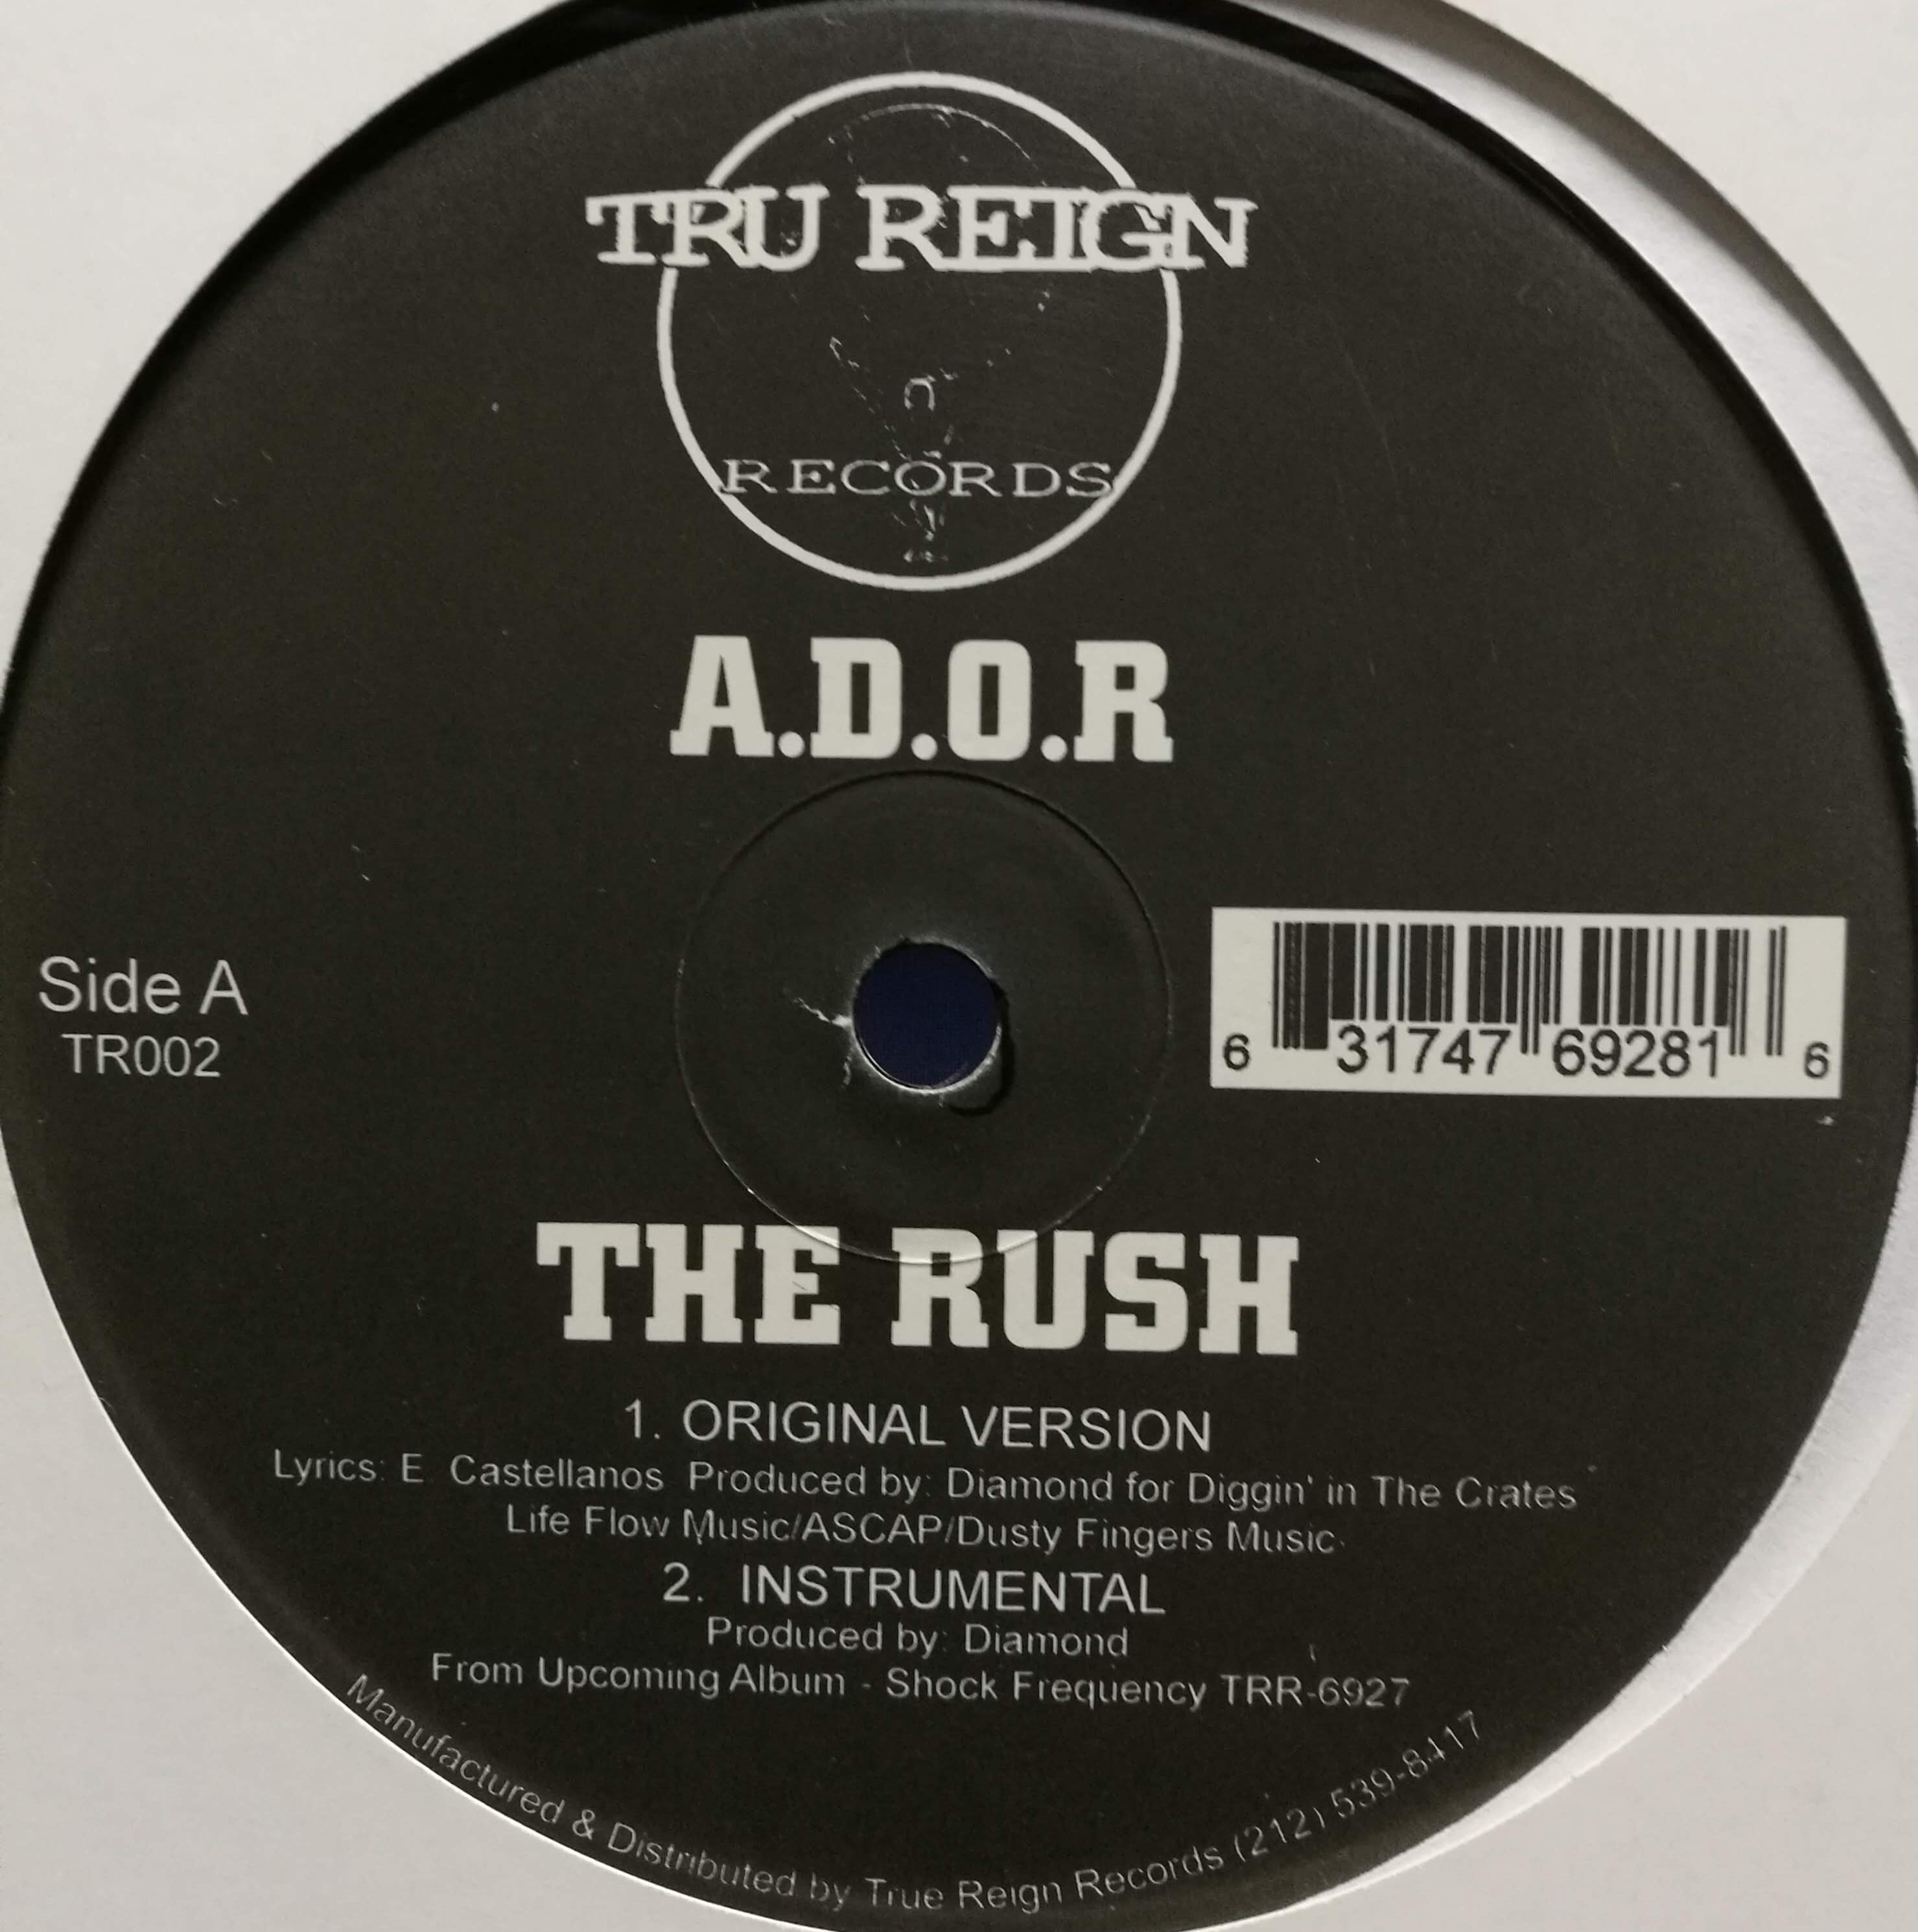 TRU REIGN
RECORDS
A.D.O.R
Side A
TR002
6 31747 69281 6
THE RUSH
1. ORIGINAL VERSION
Lyrics: E. Castellanos Produced by: Diamond for Diggin' in The Crates
Life Flow Music/ASCAP/Dusty Fingers Music
2. INSTRUMENTAL
Produced by: Diamond
From Upcoming Album - Shock Frequency TRR-6927
Manufactured & Distributed by True Reign Records (212) 539-8417